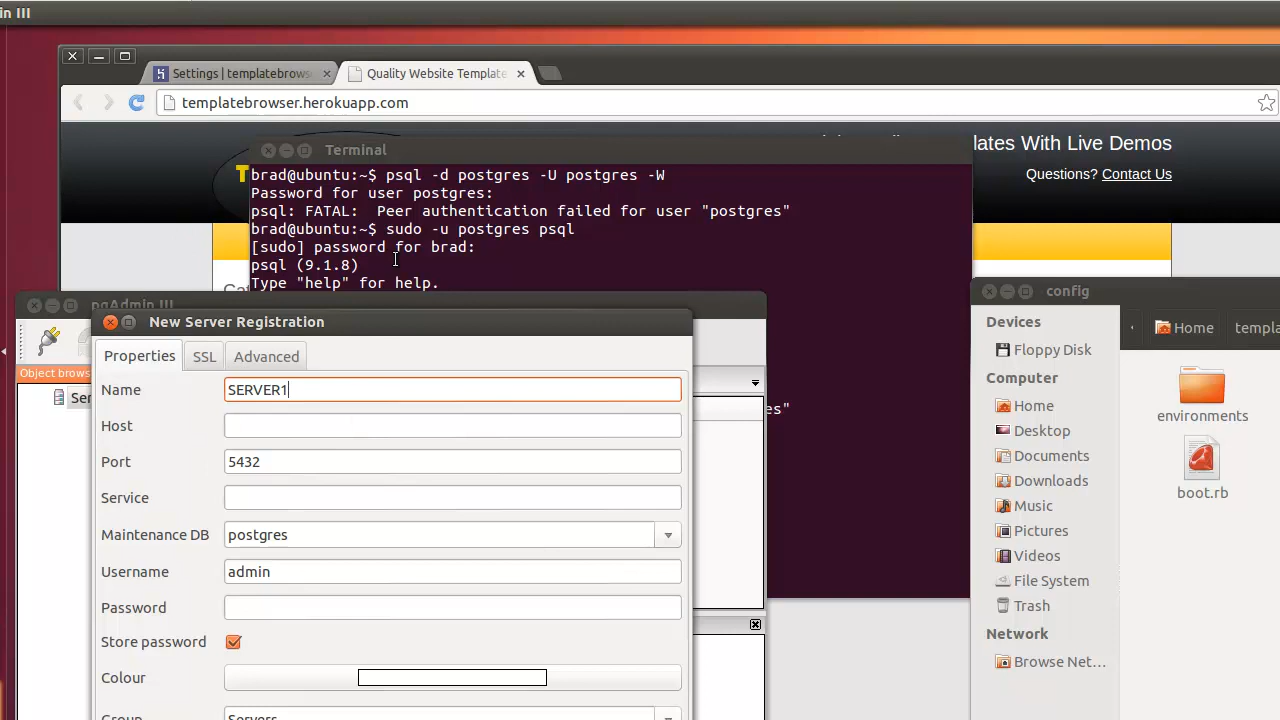 in III
Settings | templatebrows
Quality Website Template
templatebrowser.herokuapp.com
lates With Live Demos
Questions? Contact
T
Terminal
brad@ubuntu:~$ psql -d postgres -U postgres -W
Password for user postgres:
psql: FATAL:  Peer authentication failed for user "postgres"
brad@ubuntu:~$ sudo -u postgres psql
[sudo] password for brad:
psql (9.1.8)
Type "help" for help.
es"
pgAdmin III
Object brows
Ser
New Server Registration
Properties
SSL
Advanced
Name
SERVER1
Host
Port
5432
Service
Maintenance DB
postgres
Username
admin
Password
Store password
Colour
Group
Servers
config
Home
templa
Devices
Floppy Disk
Computer
Home
Desktop
Documents
Downloads
Music
Pictures
Videos
File System
Trash
Network
Browse Net...
environments
boot.rb